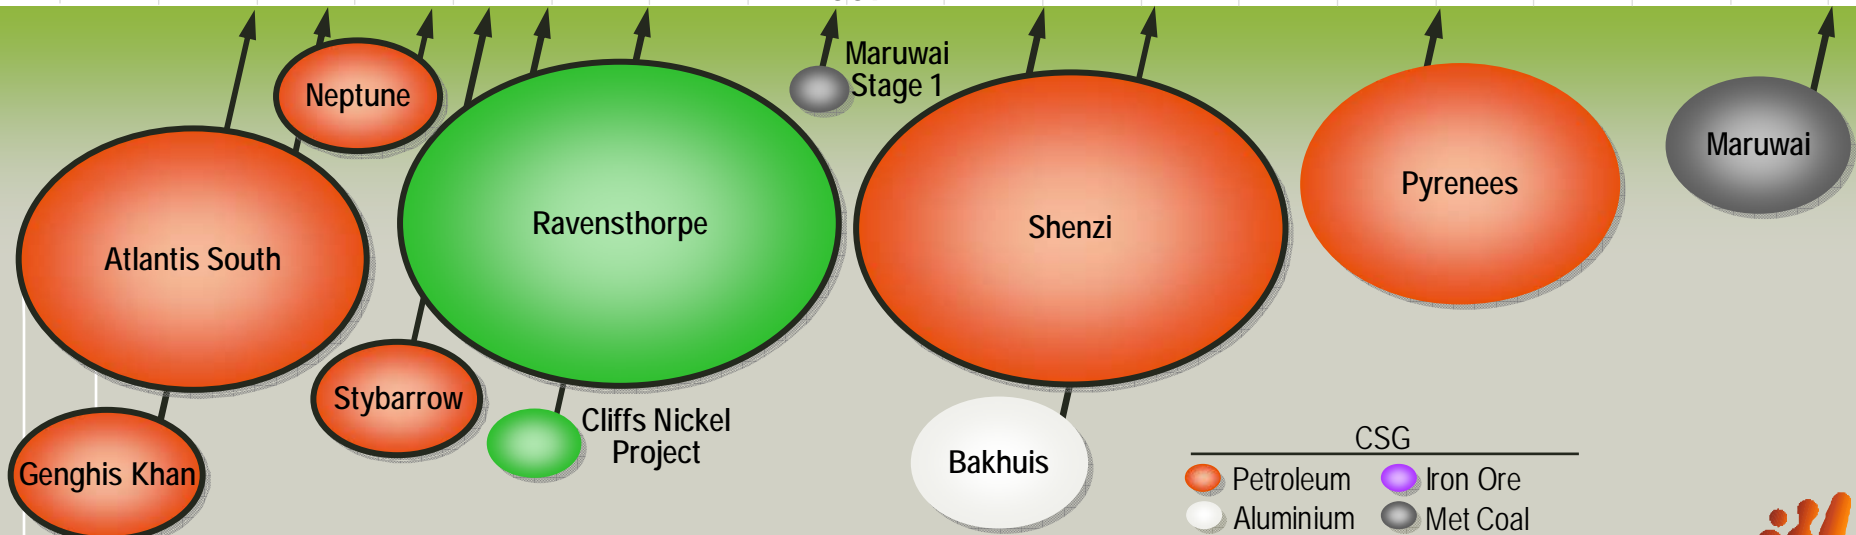 Neptune
Maruwai
Stage 1
Maruwai
Pyrenees
Ravensthorpe
Shenzi
Atlantis South
Stybarrow
Cliffs Nickel
Project
Genghis Khan
Bakhuis
CSG
Petroleum
Iron Ore
Aluminium
Met Coal